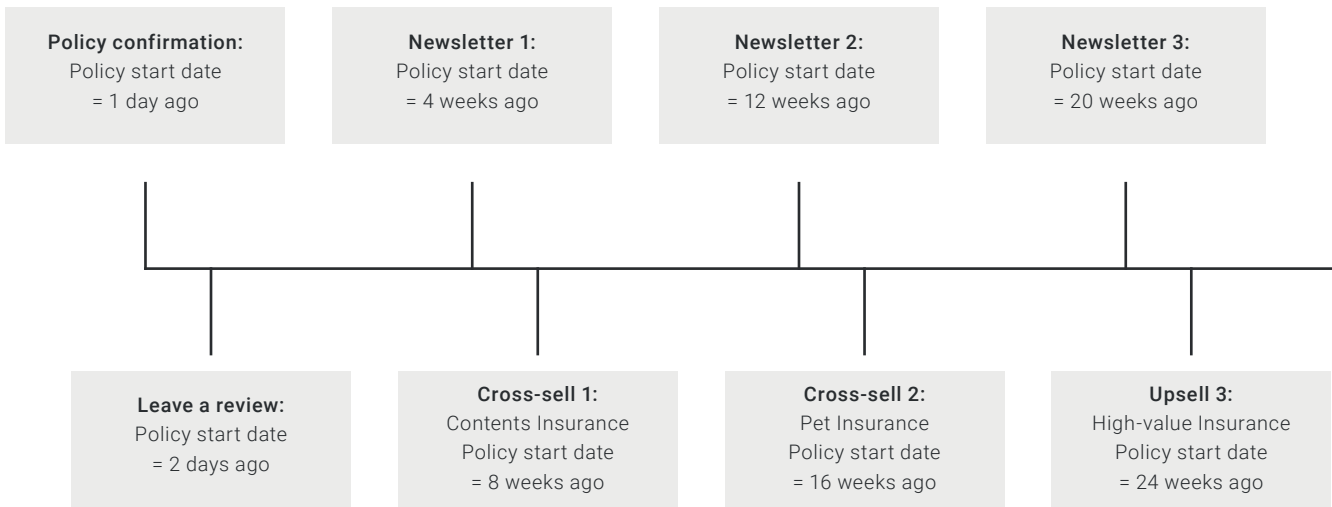 Policy confirmation:
Policy start date
= 1 day ago
Newsletter 1:
Policy start date
= 4 weeks ago
Newsletter 2:
Policy start date
= 12 weeks ago
Newsletter 3:
Policy start date
= 20 weeks ago
Leave a review:
Policy start date
= 2 days ago
Cross-sell 1:
Contents Insurance
Policy start date
= 8 weeks ago
Cross-sell 2:
Pet Insurance
Policy start date
= 16 weeks ago
Upsell 3:
High-value Insurance
Policy start date
= 24 weeks ago